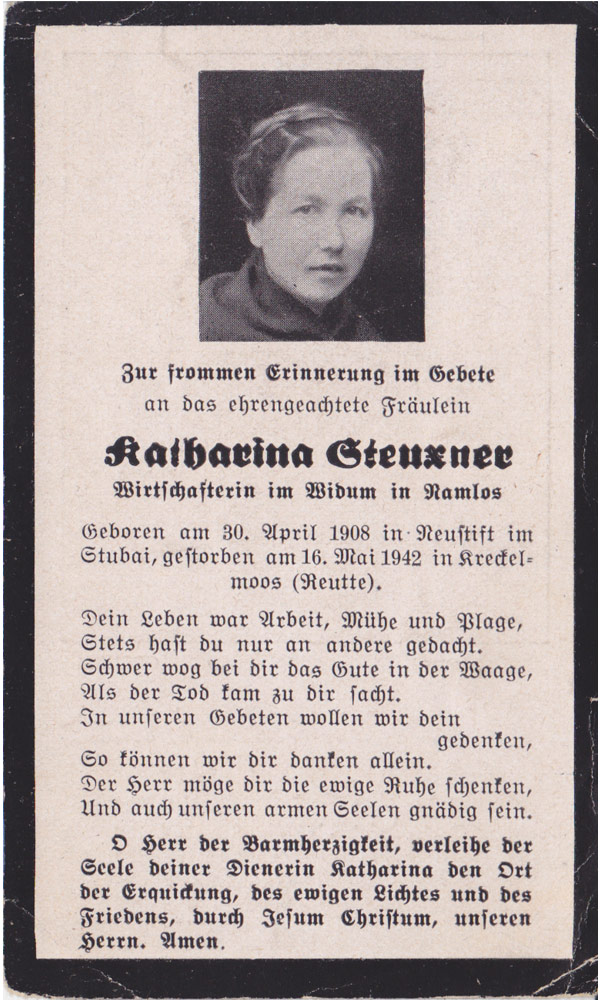 Zur frommen Erinnerung im Gebete
an das ehrengeachtete Fräulein
Katharina Steuxner
Wirtschafterin im Widum in Namlos
Geboren am 30. April 1908 in Neustift im
Stubai, gestorben am 16. Mai 1942 in Kreckel-
moos (Reutte).
Dein Leben war Arbeit, Mühe und Plage,
Stets hast du nur an andere gedacht.
Schwer wog bei dir das Gute in der Waage,
Als der Tod kam zu dir sacht.
In unseren Gebeten wollen wir dein
gedenken,
So können wir dir danken allein.
Der Herr möge dir die ewige Ruhe schenken,
Und auch unseren armen Seelen gnädig sein.
O Herr der Barmherzigkeit, verleihe der
Seele deiner Dienerin Katharina den Ort
der Erquickung, des ewigen Lichtes und des
Friedens, durch Jesum Christum, unseren
Herrn. Amen.